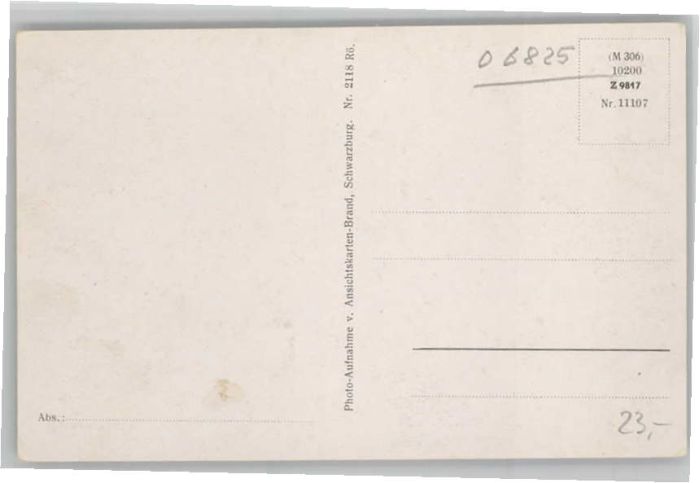 Abs.:
Photo-Aufnahme v. Ansichtskarten-Brand, Schwarzburg. Nr. 2118 Rö.
06825
(M 306)
10200
Z 9817
Nr. 11107
23,-